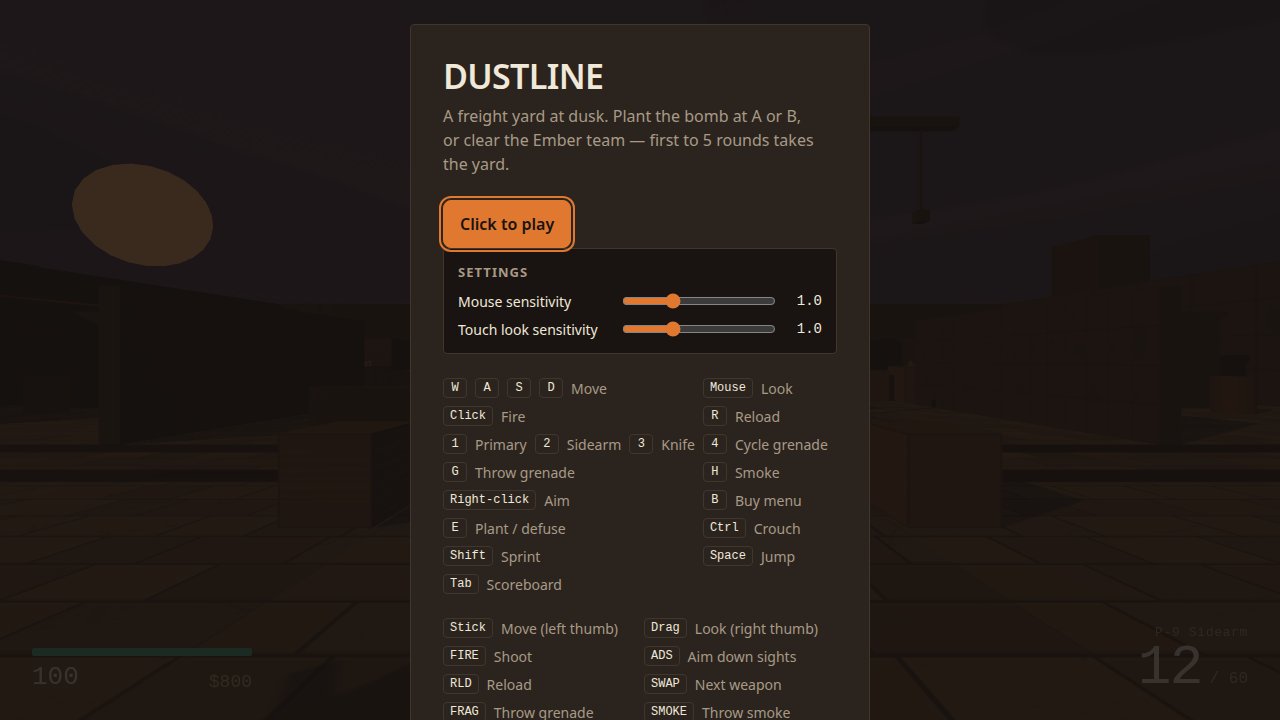 DUSTLINE
A freight yard at dusk. Plant the bomb at A or B,
or clear the Ember team — first to 5 rounds takes
the yard.
Click to play
SETTINGS
Mouse sensitivity 1.0
Touch look sensitivity 1.0
W A S D Move Mouse Look
Click Fire R Reload
1 Primary 2 Sidearm 3 Knife 4 Cycle grenade
G Throw grenade H Smoke
Right-click Aim B Buy menu
E Plant / defuse Ctrl Crouch
Shift Sprint Space Jump
Tab Scoreboard
Stick Move (left thumb) Drag Look (right thumb)
FIRE Shoot ADS Aim down sights
RLD Reload SWAP Next weapon
FRAG Throw grenade SMOKE Throw smoke
100 $800
P-9 Sidearm
12 / 60